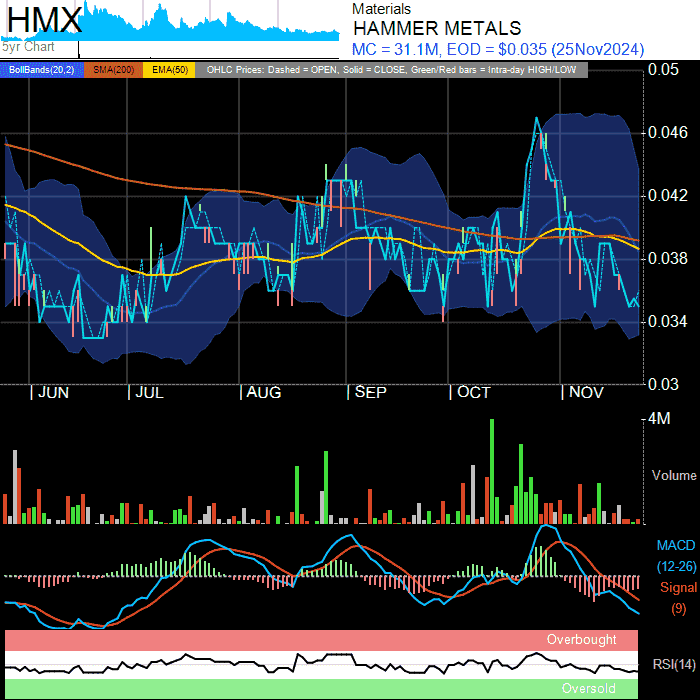 HMX
5yr Chart
Materials
HAMMER METALS
MC = 31.1M, EOD = $0.035 (25Nov2024)
BollBands(20,2) SMA(200) EMA(50) OHLC Prices: Dashed = OPEN, Solid = CLOSE, Green/Red bars = Intra-day HIGH/LOW
0.05
0.046
0.042
0.038
0.034
0.03
JUN JUL AUG SEP OCT NOV
4M
Volume
MACD
(12-26)
Signal
(9)
Overbought
RSI(14)
Oversold